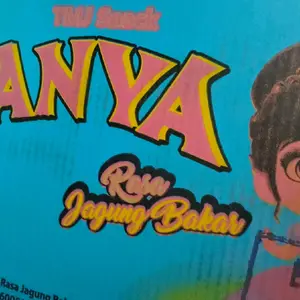 TMJ Snack
ANYA
Rasa
Jagung Bakar
Rasa Jagung